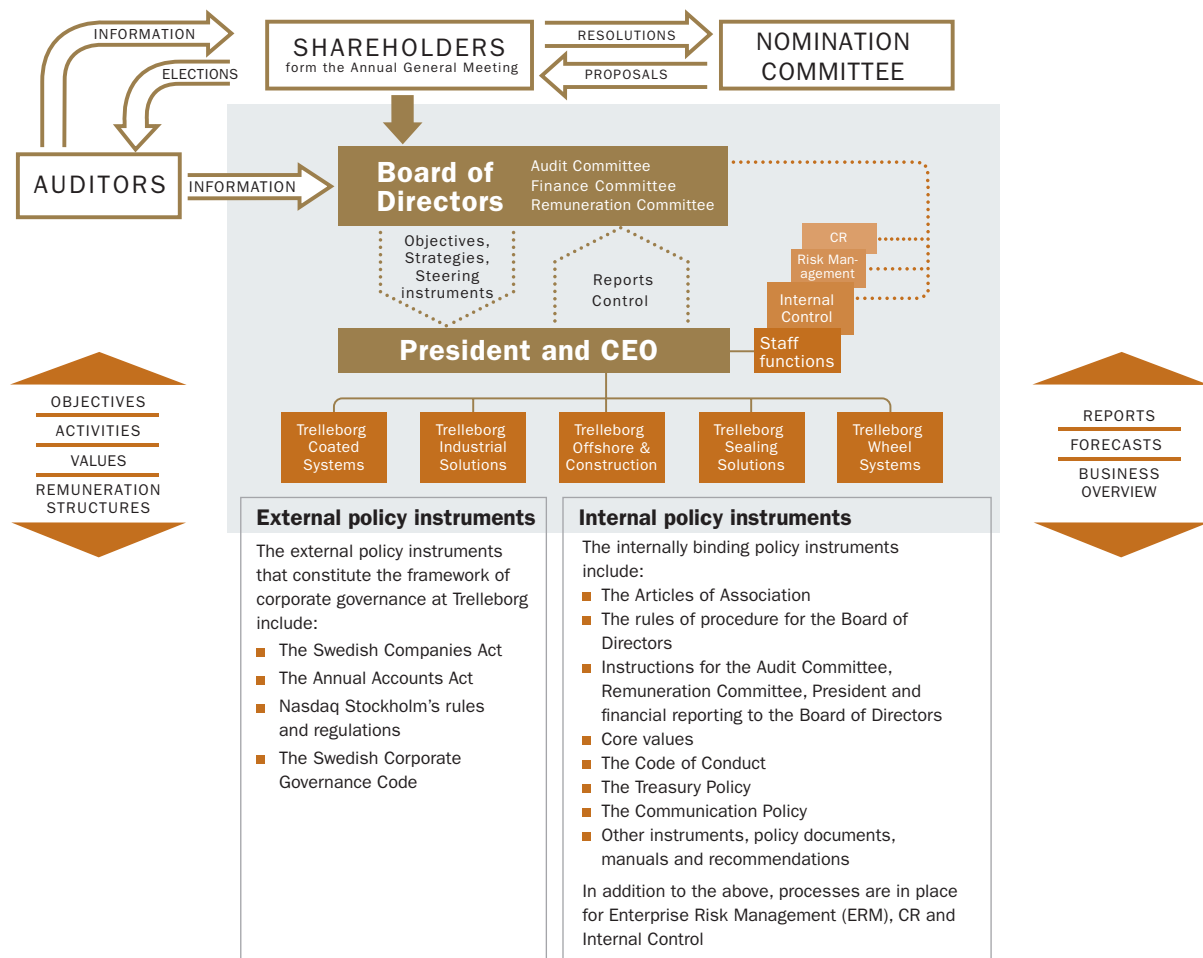 INFORMATION
SHAREHOLDERS
form the Annual General Meeting
RESOLUTIONS
NOMINATION
COMMITTEE
ELECTIONS
PROPOSALS
AUDITORS
INFORMATION
Board of
Directors
Audit Committee
Finance Committee
Remuneration Committee
Objectives,
Strategies,
Steering
instruments
Reports
Control
CR
Risk Man-
agement
Internal
Control
Staff
functions
President and CEO
OBJECTIVES
ACTIVITIES
VALUES
REMUNERATION
STRUCTURES
Trelleborg
Coated
Systems
Trelleborg
Industrial
Solutions
Trelleborg
Offshore &
Construction
Trelleborg
Sealing
Solutions
Trelleborg
Wheel
Systems
REPORTS
FORECASTS
BUSINESS
OVERVIEW
External policy instruments
The external policy instruments
that constitute the framework of
corporate governance at Trelleborg
include:
The Swedish Companies Act
The Annual Accounts Act
Nasdaq Stockholm's rules
and regulations
The Swedish Corporate
Governance Code
Internal policy instruments
The internally binding policy instruments
include:
The Articles of Association
The rules of procedure for the Board of
Directors
Instructions for the Audit Committee,
Remuneration Committee, President and
financial reporting to the Board of Directors
Core values
The Code of Conduct
The Treasury Policy
The Communication Policy
Other instruments, policy documents,
manuals and recommendations
In addition to the above, processes are in place
for Enterprise Risk Management (ERM), CR and
Internal Control